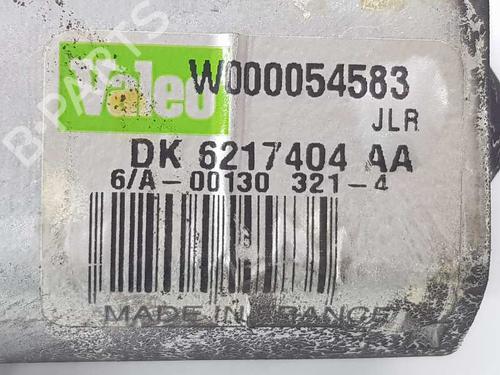 Valeo W000054583
JLR
DK 6217404 AA
6/A-00130 321-4
MADE IN FRANCE
B-PARTS